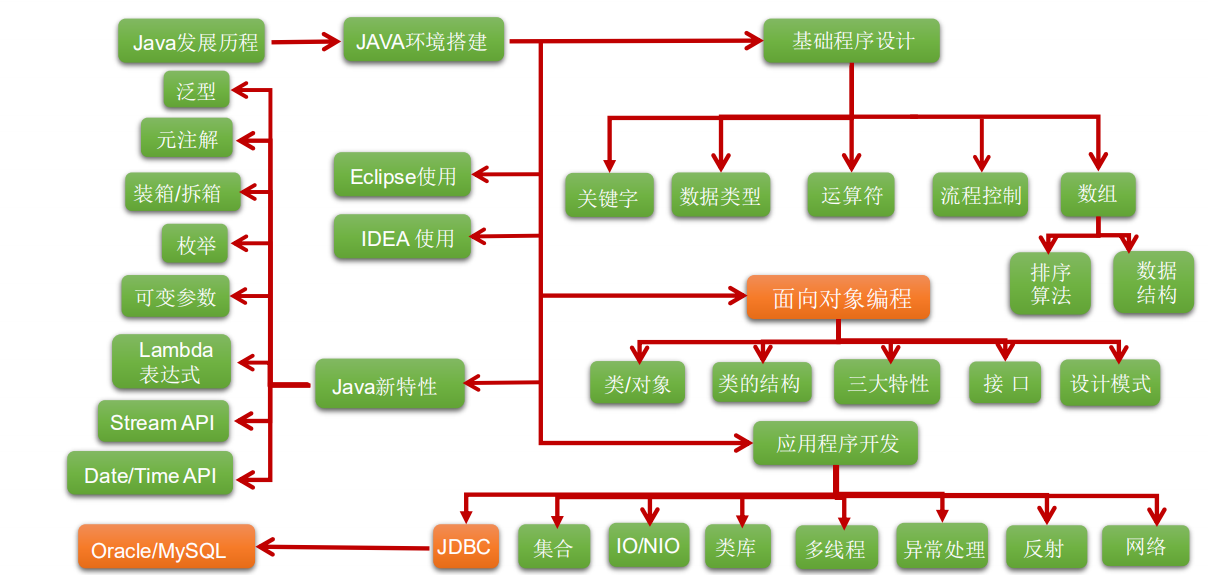 Java发展历程
JAVA环境搭建
基础程序设计
泛型
元注解
装箱/拆箱
枚举
可变参数
Lambda
表达式
Stream API
Date/Time API
Eclipse使用
IDEA 使用
Java新特性
关键字
数据类型
运算符
流程控制
数组
排序
算法
数据
结构
面向对象编程
类/对象
类的结构
三大特性
接 口
设计模式
应用程序开发
Oracle/MySQL
JDBC
集合
IO/NIO
类库
多线程
异常处理
反射
网络